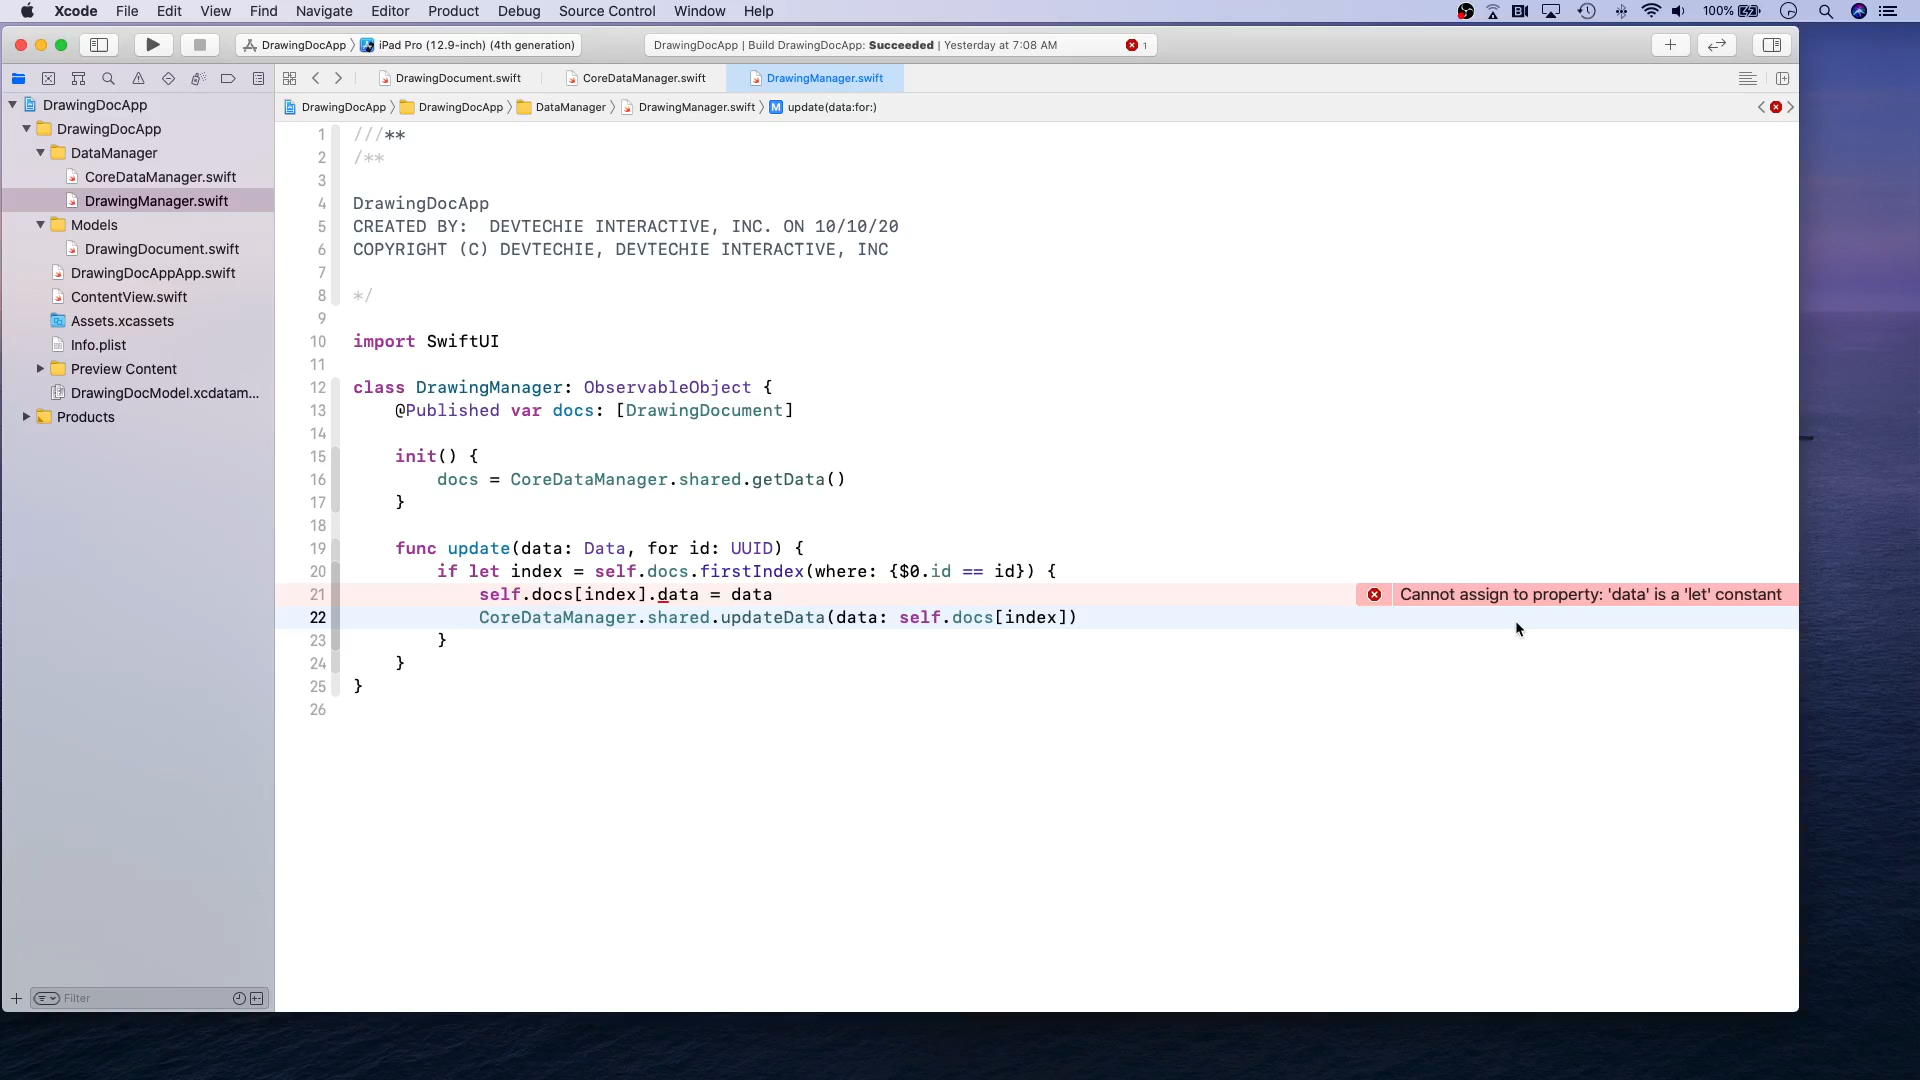 Xcode File Edit View Find Navigate Editor Product Debug Source Control Window Help 100%
DrawingDocApp iPad Pro (12.9-inch) (4th generation) DrawingDocApp | Build DrawingDocApp: Succeeded | Yesterday at 7:08 AM 1
DrawingDocument.swift CoreDataManager.swift DrawingManager.swift
DrawingDocApp DrawingDocApp DataManager DrawingManager.swift M update(data:for:)
DrawingDocApp
DrawingDocApp
DataManager
CoreDataManager.swift
DrawingManager.swift
Models
DrawingDocument.swift
DrawingDocAppApp.swift
ContentView.swift
Assets.xcassets
Info.plist
Preview Content
DrawingDocModel.xcdatam...
Products
Filter
1 ///**
2 /**
3
4 DrawingDocApp
5 CREATED BY: DEVTECHIE INTERACTIVE, INC. ON 10/10/20
6 COPYRIGHT (C) DEVTECHIE, DEVTECHIE INTERACTIVE, INC
7
8 */
9
10 import SwiftUI
11
12 class DrawingManager: ObservableObject {
13 @Published var docs: [DrawingDocument]
14
15 init() {
16 docs = CoreDataManager.shared.getData()
17 }
18
19 func update(data: Data, for id: UUID) {
20 if let index = self.docs.firstIndex(where: {$0.id == id}) {
21 self.docs[index].data = data Cannot assign to property: 'data' is a 'let' constant
22 CoreDataManager.shared.updateData(data: self.docs[index])
23 }
24 }
25 }
26